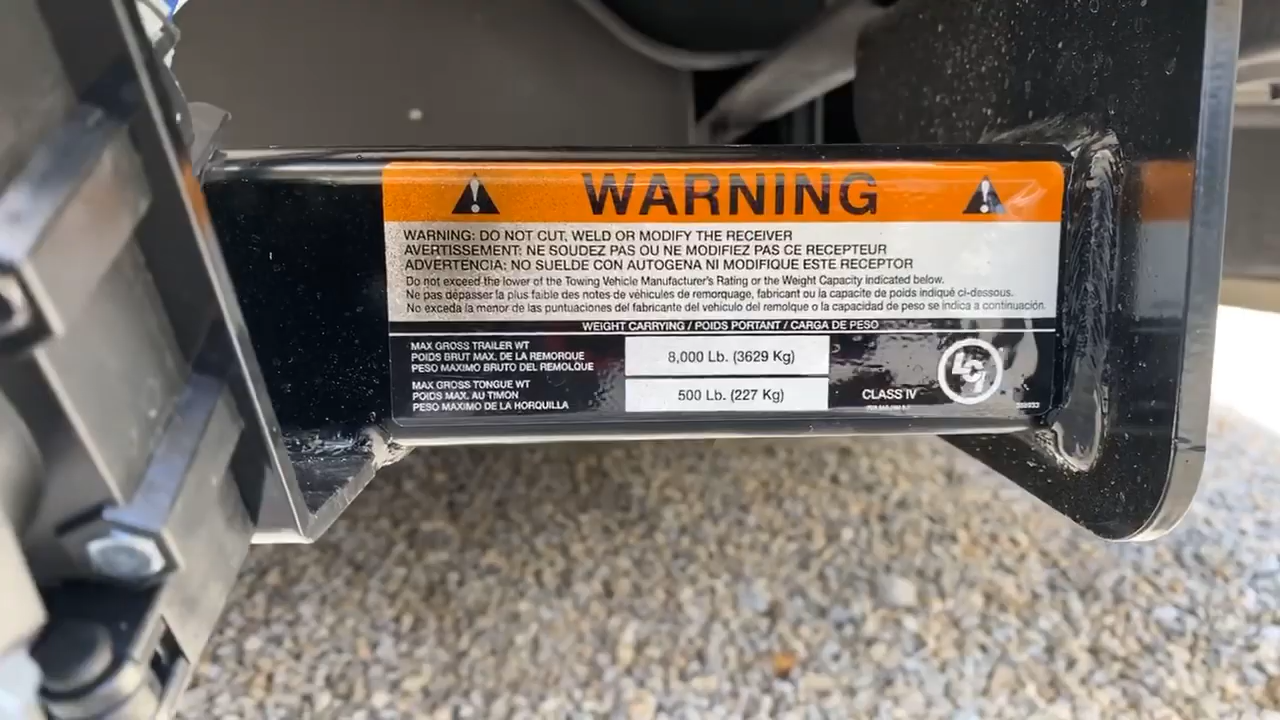 WARNING
WARNING: DO NOT CUT, WELD OR MODIFY THE RECEIVER
AVERTISSEMENT: NE SOUDEZ PAS OU NE MODIFIEZ PAS CE RECEPTEUR
ADVERTENCIA: NO SUELDE CON AUTOGENA NI MODIFIQUE ESTE RECEPTOR
Do not exceed the lower of the Towing Vehicle Manufacturer's Rating or the Weight Capacity indicated below.
Ne pas dépasser la plus faible des notes de véhicules de remorquage, fabricant ou la capacite de poids indiqué ci-dessous.
No exceda la menor de las puntuaciones del fabricante del vehículo del remolque o la capacidad de peso se indica a continuación.
WEIGHT CARRYING / POIDS PORTANT / CARGA DE PESO
MAX GROSS TRAILER WT
POIDS BRUT MAX. DE LA REMORQUE
PESO MAXIMO BRUTO DEL REMOLQUE
8,000 Lb. (3629 Kg)
MAX GROSS TONGUE WT
POIDS MAX. AU TIMON
PESO MAXIMO DE LA HORQUILLA
500 Lb. (227 Kg)
CLASS IV
LCI